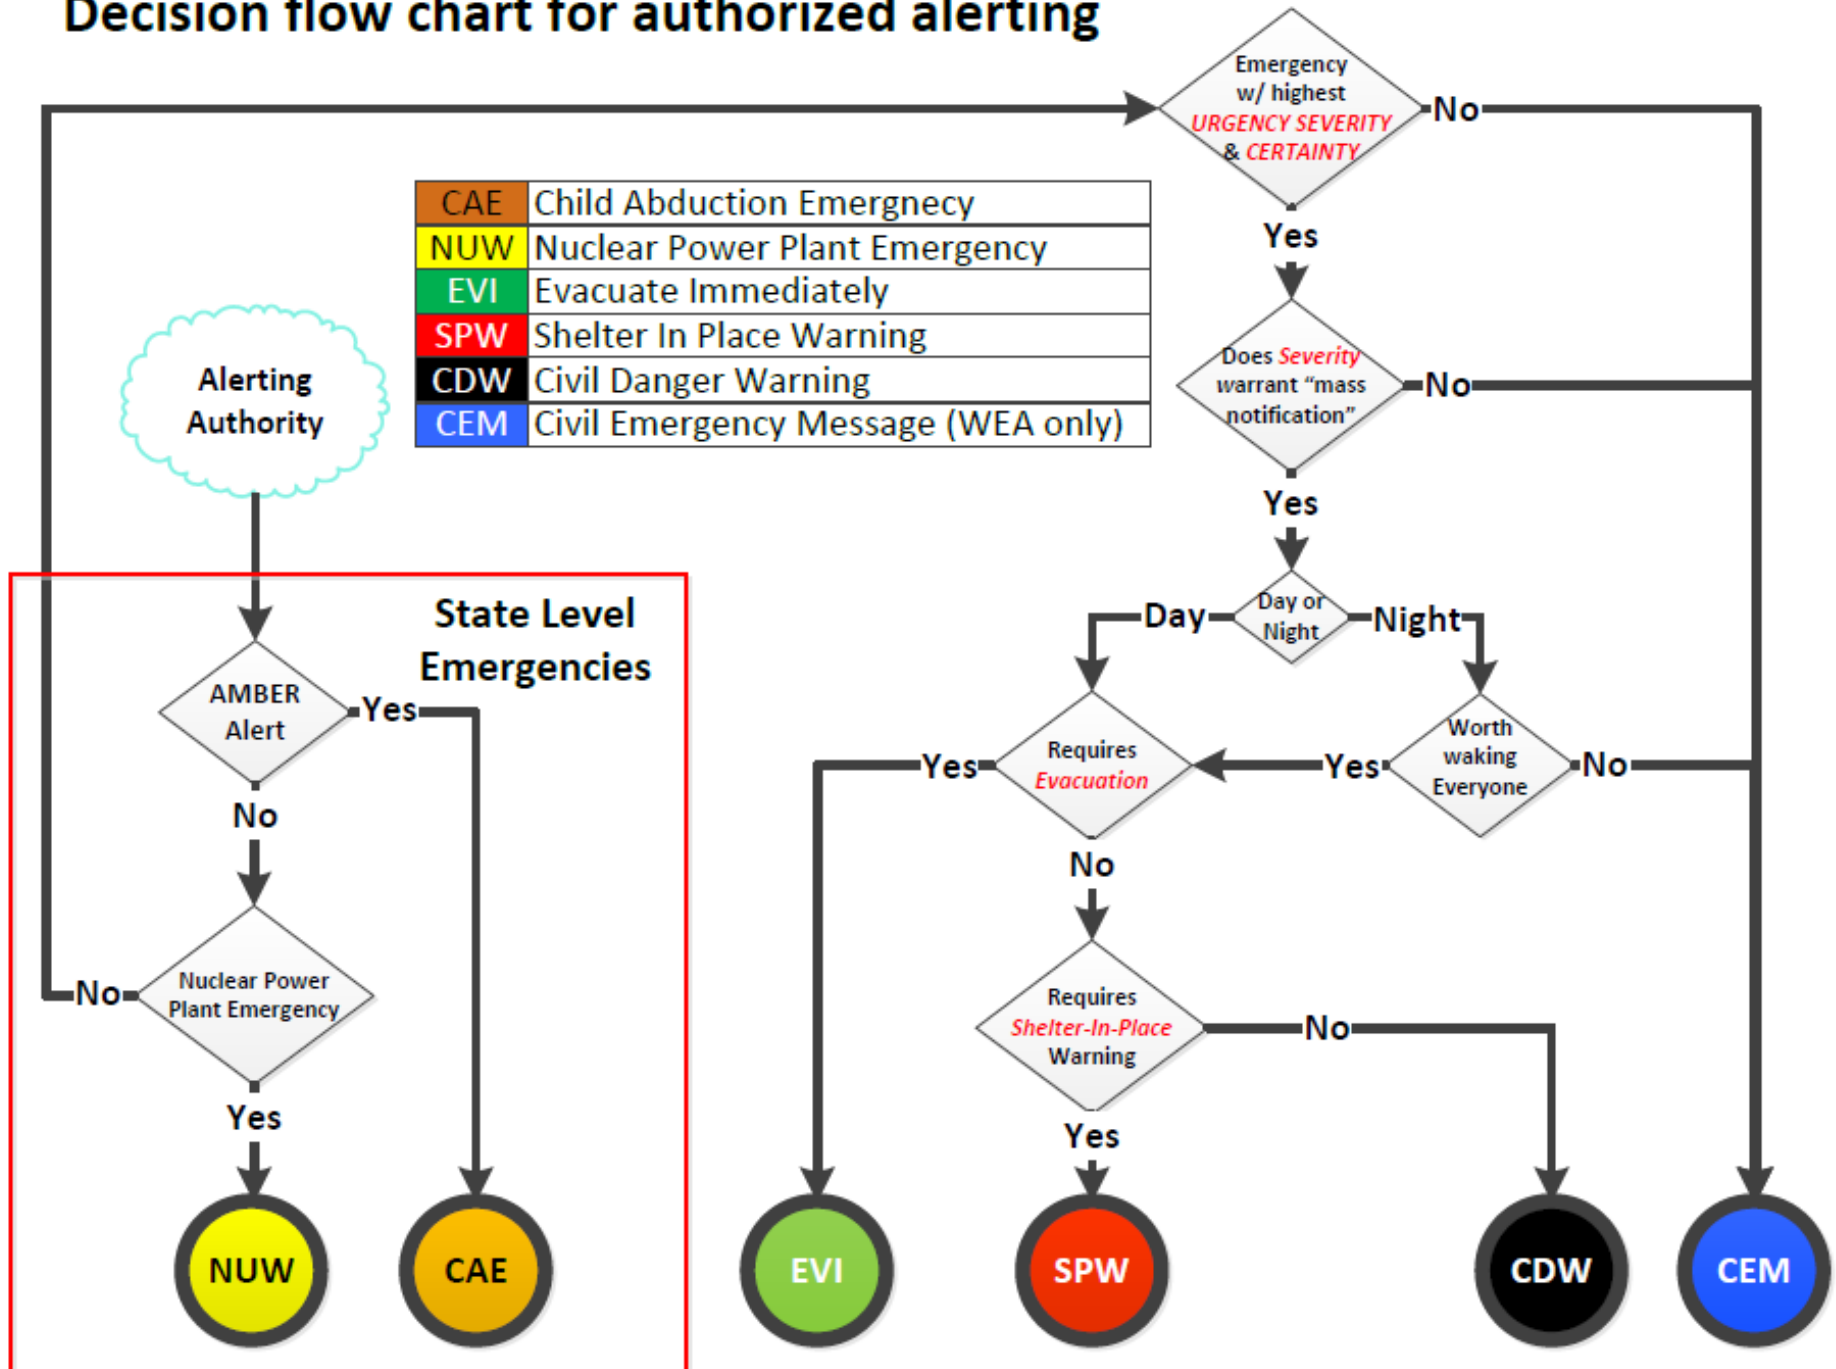 Decision flow chart for authorized alerting
Emergency
w/ highest
URGENCY SEVERITY
& CERTAINTY
No
Yes
CAE Child Abduction Emergnecy
NUW Nuclear Power Plant Emergency
EVI Evacuate Immediately
SPW Shelter In Place Warning
CDW Civil Danger Warning
CEM Civil Emergency Message (WEA only)
Alerting
Authority
Does Severity
warrant “mass
notification”
No
Yes
Day or
Night
Day
Night
State Level
Emergencies
AMBER
Alert
Yes
No
Requires
Evacuation
Yes
No
Worth
waking
Everyone
Yes
No
Nuclear Power
Plant Emergency
No
Yes
Requires
Shelter-In-Place
Warning
No
Yes
NUW
CAE
EVI
SPW
CDW
CEM